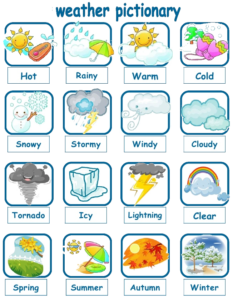 weather pictionary
Hot Rainy Warm Cold
Snowy Stormy Windy Cloudy
Tornado Icy Lightning Clear
Spring Summer Autumn Winter